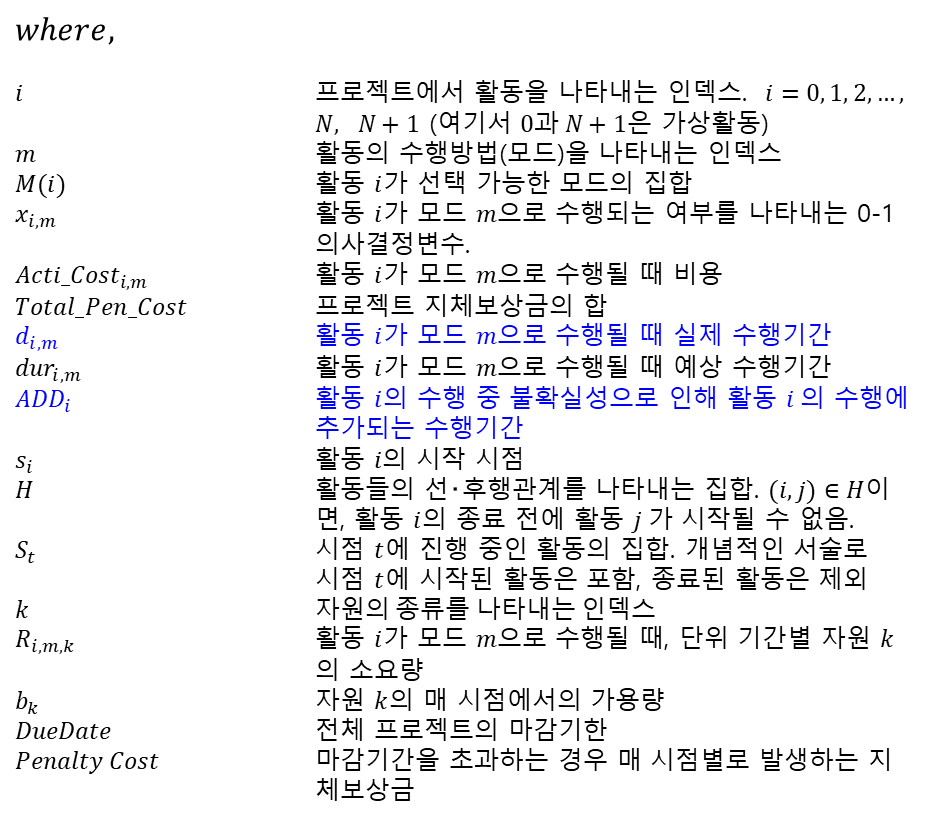 where,
i 프로젝트에서 활동을 나타내는 인덱스. i = 0, 1, 2, …,
N, N + 1 (여기서 0과 N + 1은 가상활동)
m 활동의 수행방법(모드)을 나타내는 인덱스
M(i) 활동 i가 선택 가능한 모드의 집합
x_{i,m} 활동 i가 모드 m으로 수행되는 여부를 나타내는 0-1
의사결정변수.
Acti_Cost_{i,m} 활동 i가 모드 m으로 수행될 때 비용
Total_Pen_Cost 프로젝트 지체보상금의 합
d_{i,m} 활동 i가 모드 m으로 수행될 때 실제 수행기간
dur_{i,m} 활동 i가 모드 m으로 수행될 때 예상 수행기간
ADD_i 활동 i의 수행 중 불확실성으로 인해 활동 i 의 수행에
추가되는 수행기간
s_i 활동 i의 시작 시점
H 활동들의 선·후행관계를 나타내는 집합. (i, j) ∈ H이
면, 활동 i의 종료 전에 활동 j 가 시작될 수 없음.
S_t 시점 t에 진행 중인 활동의 집합. 개념적인 서술로
시점 t에 시작된 활동은 포함, 종료된 활동은 제외
k 자원의 종류를 나타내는 인덱스
R_{i,m,k} 활동 i가 모드 m으로 수행될 때, 단위 기간별 자원 k
의 소요량
b_k 자원 k의 매 시점에서의 가용량
DueDate 전체 프로젝트의 마감기한
Penalty Cost 마감기간을 초과하는 경우 매 시점별로 발생하는 지
체보상금